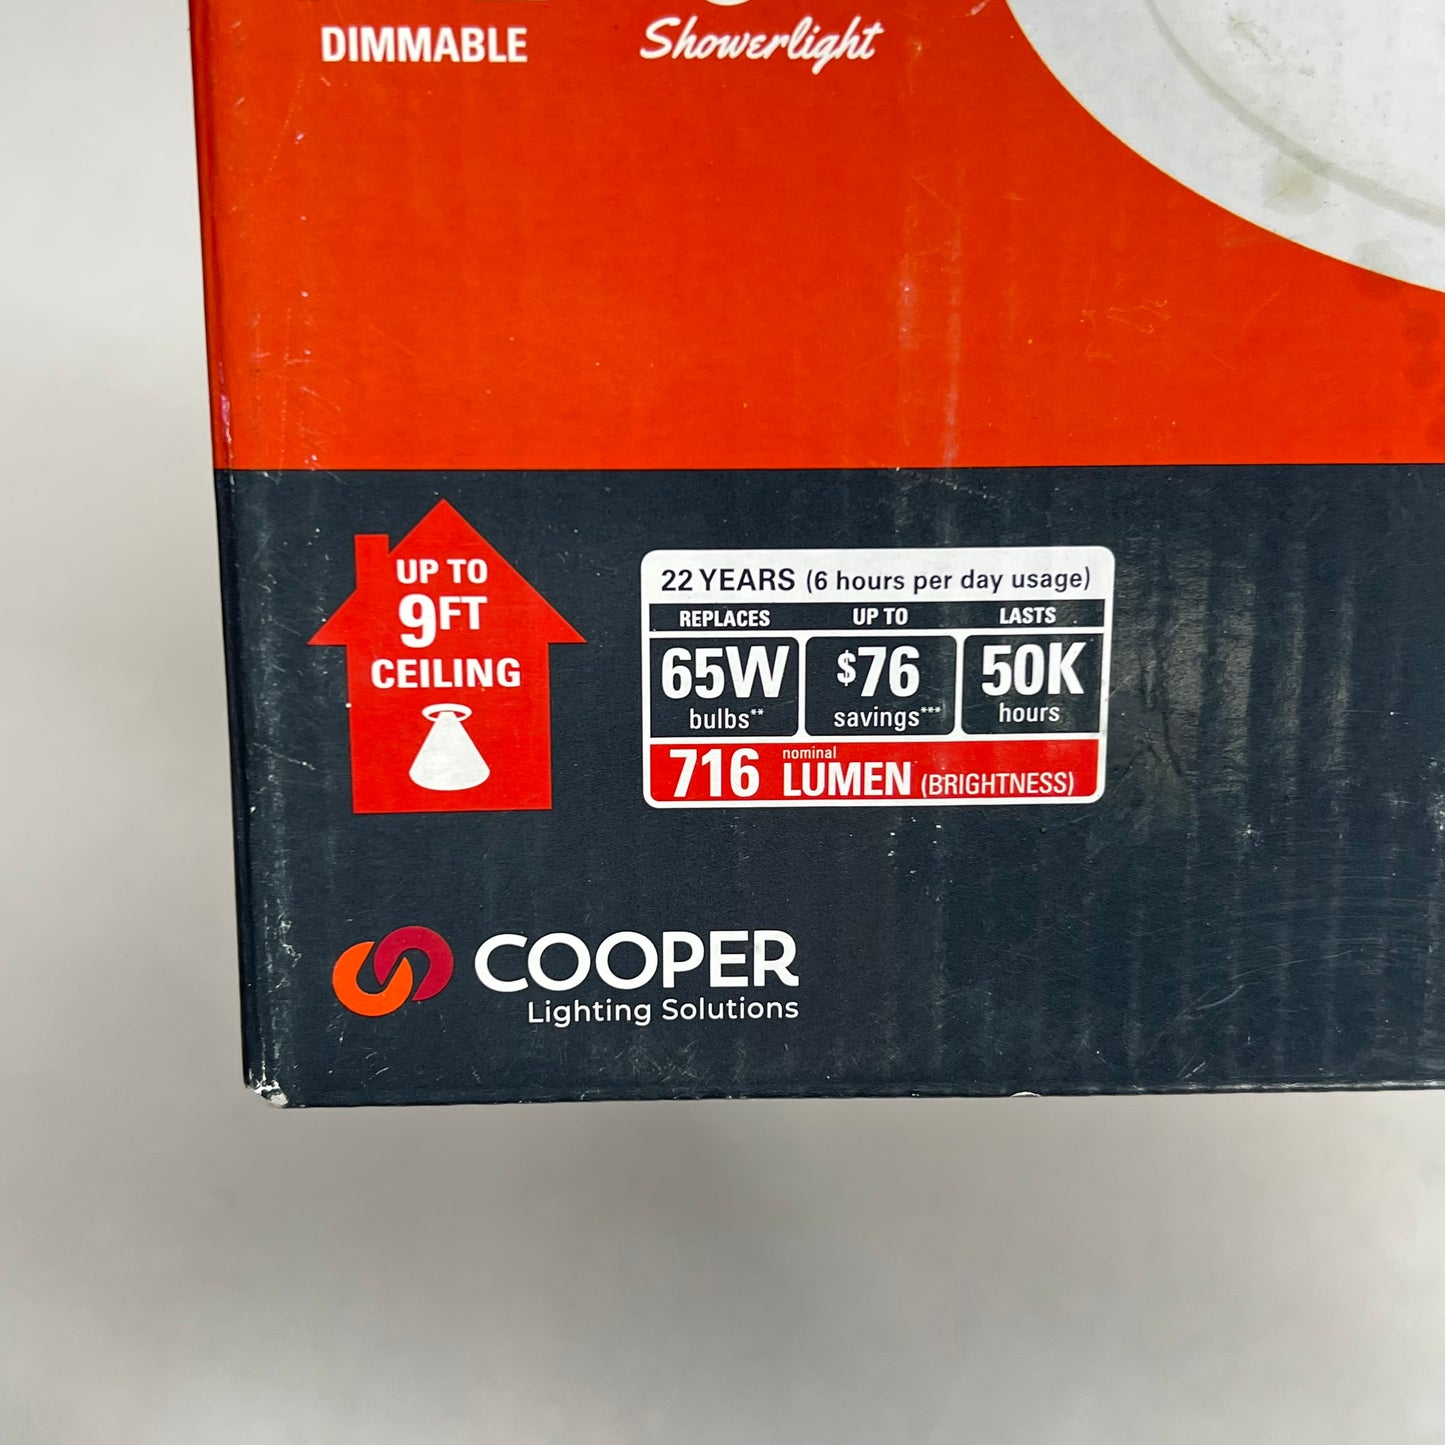 DIMMABLE
Showerlight
UP TO
9FT
CEILING
22 YEARS (6 hours per day usage)
REPLACES
65W
bulbs**
UP TO
$76
savings***
LASTS
50K
hours
716 nominal LUMEN (BRIGHTNESS)
COOPER
Lighting Solutions